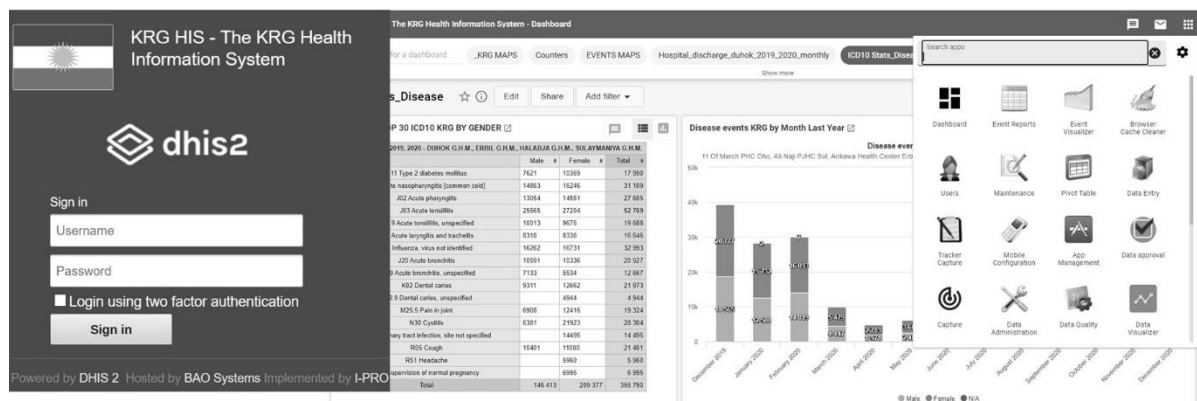 KRG HIS - The KRG Health
Information System
dhis2
Sign in
Username
Password
Login using two factor authentication
Sign in
Powered by DHIS 2 Hosted by BAO Systems Implemented by I-PRO
The KRG Health Information System - Dashboard
for a dashboard
_KRG MAPS
Counters
EVENTS MAPS
Hospital_discharge_duhok_2019_2020_monthly
ICD10 Stats_Disea
Show more
s_Disease
Edit
Share
Add filter
OP 30 ICD10 KRG BY GENDER
2019, 2020 - DUHOK G.H.M., ERBIL G.H.M., HALABJA G.H.M., SULAYMANIYA G.H.M.
Male Female Total
11 Type 2 diabetes mellitus 7621 10369 17 990
te nasopharyngitis [common cold] 14863 16246 31 109
J02 Acute pharyngitis 13054 14551 27 605
J03 Acute tonsillitis 25565 27204 52 769
9 Acute tonsillitis, unspecified 10013 9675 19 688
Acute laryngitis and tracheitis 8310 8336 16 646
Influenza, virus not identified 16262 16731 32 993
J20 Acute bronchitis 10591 10336 20 927
9 Acute bronchitis, unspecified 7133 5534 12 667
K02 Dental caries 9311 12662 21 973
2.9 Dental caries, unspecified 4944 4 944
M25.5 Pain in joint 6908 12416 19 324
N30 Cystitis 6381 21923 28 304
nary tract infection, site not specified 14495 14 495
R05 Cough 10401 11000 21 401
R51 Headache 5960 5 960
upervision of normal pregnancy 6995 6 995
Total 146 413 209 377 355 790
Disease events KRG by Month Last Year
Disease ever
11 Of March PHC Dho, Ali Naji PJHC Sul, Ankawa Health Center Erb
50k
40k
30k
20k
10k
0
December 2019
January 2020
February 2020
March 2020
April 2020
May 2020
June 2020
July 2020
August 2020
September 2020
October 2020
November 2020
December 2020
Male Female N/A
Search apps
Dashboard
Event Reports
Event
Visualizer
Browser
Cache Cleaner
Users
Maintenance
Pivot Table
Data Entry
Tracker
Capture
Mobile
Configuration
App
Management
Data approval
Capture
Data
Administration
Data Quality
Data
Visualizer